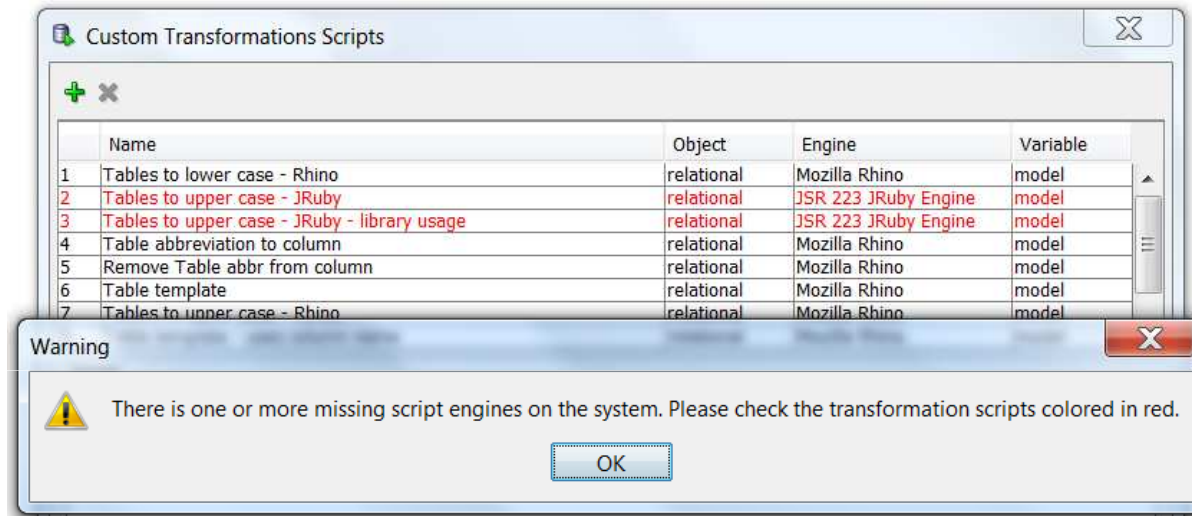 Custom Transformations Scripts
Name Object Engine Variable
1 Tables to lower case - Rhino relational Mozilla Rhino model
2 Tables to upper case - JRuby relational JSR 223 JRuby Engine model
3 Tables to upper case - JRuby - library usage relational JSR 223 JRuby Engine model
4 Table abbreviation to column relational Mozilla Rhino model
5 Remove Table abbr from column relational Mozilla Rhino model
6 Table template relational Mozilla Rhino model
7 Tables to upper case - Rhino relational Mozilla Rhino model
Warning
There is one or more missing script engines on the system. Please check the transformation scripts colored in red.
OK